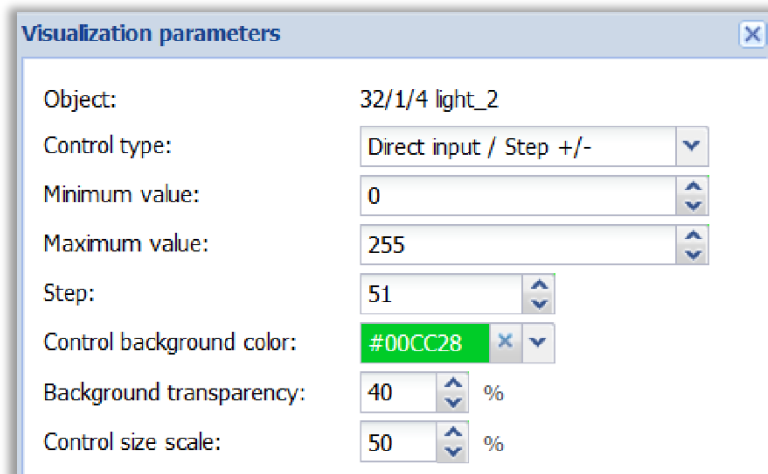 Visualization parameters
Object: 32/1/4 light_2
Control type: Direct input / Step +/-
Minimum value: 0
Maximum value: 255
Step: 51
Control background color: #00CC28
Background transparency: 40 %
Control size scale: 50 %